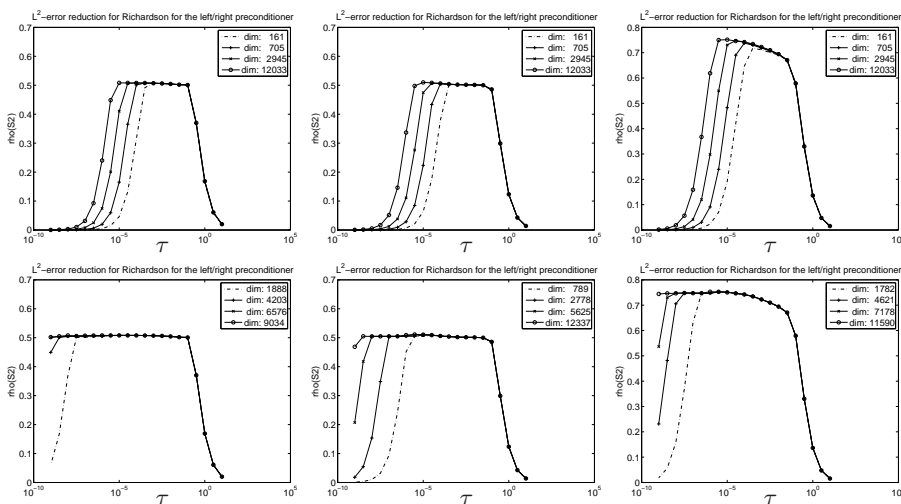 L²-error reduction for Richardson for the left/right preconditioner
0.7
0.6
0.5
0.4
0.3
0.2
0.1
0
rho(S2)
dim: 161
dim: 705
dim: 2945
dim: 12033
10⁻¹⁰
10⁻⁵
10⁰
10⁵
τ
L²-error reduction for Richardson for the left/right preconditioner
0.7
0.6
0.5
0.4
0.3
0.2
0.1
0
rho(S2)
dim: 161
dim: 705
dim: 2945
dim: 12033
10⁻¹⁰
10⁻⁵
10⁰
10⁵
τ
L²-error reduction for Richardson for the left/right preconditioner
0.8
0.7
0.6
0.5
0.4
0.3
0.2
0.1
0
rho(S2)
dim: 161
dim: 705
dim: 2945
dim: 12033
10⁻¹⁰
10⁻⁵
10⁰
10⁵
τ
L²-error reduction for Richardson for the left/right preconditioner
0.7
0.6
0.5
0.4
0.3
0.2
0.1
0
rho(S2)
dim: 1888
dim: 4203
dim: 6576
dim: 9034
10⁻¹⁰
10⁻⁵
10⁰
10⁵
τ
L²-error reduction for Richardson for the left/right preconditioner
0.7
0.6
0.5
0.4
0.3
0.2
0.1
0
rho(S2)
dim: 789
dim: 2778
dim: 5625
dim: 12337
10⁻¹⁰
10⁻⁵
10⁰
10⁵
τ
L²-error reduction for Richardson for the left/right preconditioner
0.8
0.7
0.6
0.5
0.4
0.3
0.2
0.1
0
rho(S2)
dim: 1782
dim: 4621
dim: 7178
dim: 11590
10⁻¹⁰
10⁻⁵
10⁰
10⁵
τ